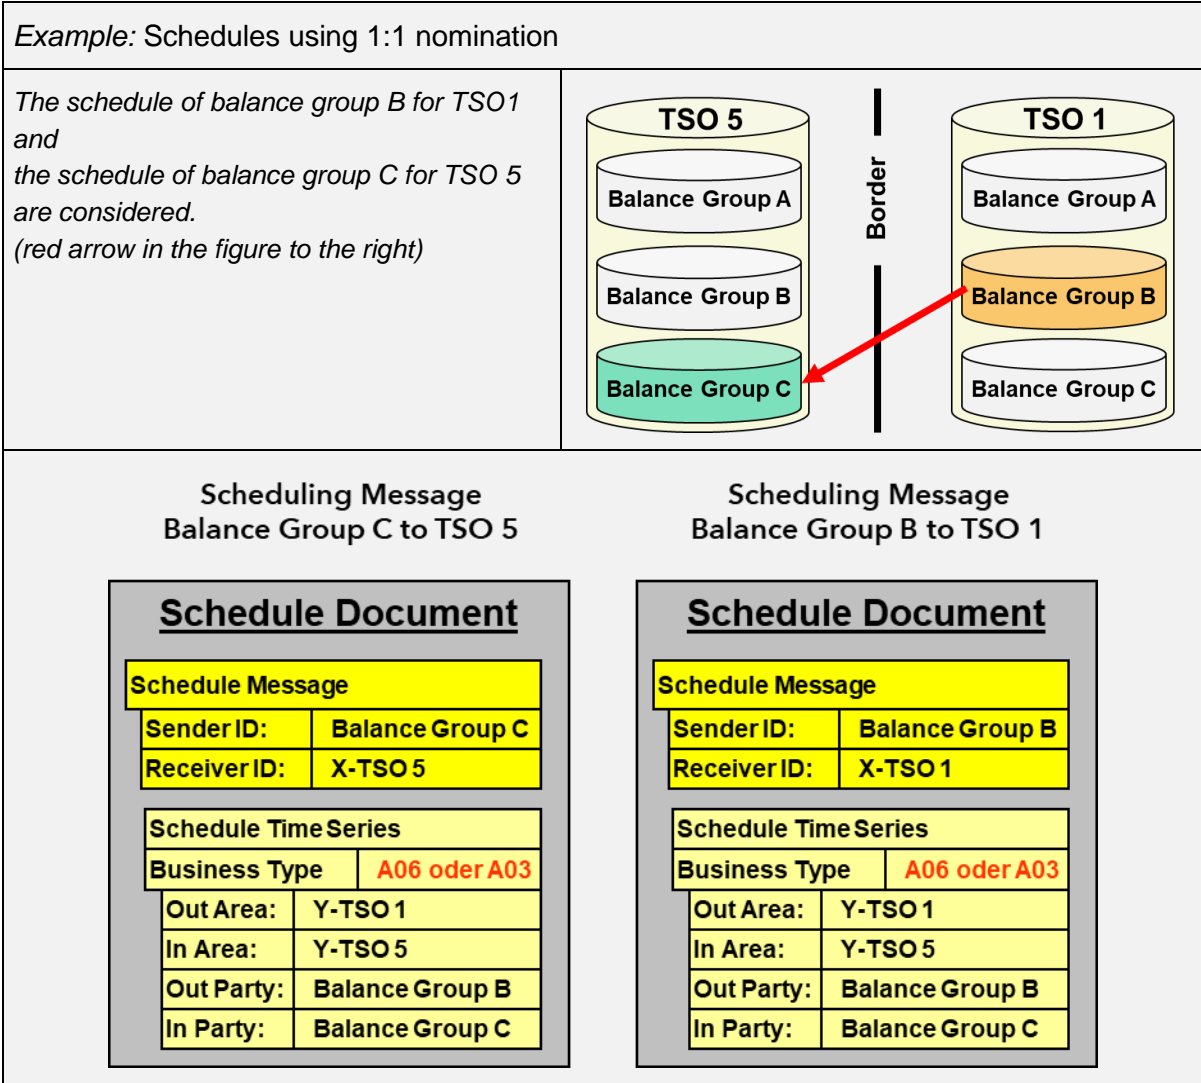 Example: Schedules using 1:1 nomination
The schedule of balance group B for TSO1
and
the schedule of balance group C for TSO 5
are considered.
(red arrow in the figure to the right)
TSO 5
Balance Group A
Balance Group B
Balance Group C
Border
TSO 1
Balance Group A
Balance Group B
Balance Group C
Scheduling Message
Balance Group C to TSO 5
Schedule Document
Schedule Message
Sender ID: Balance Group C
Receiver ID: X-TSO 5
Schedule Time Series
Business Type A06 oder A03
Out Area: Y-TSO 1
In Area: Y-TSO 5
Out Party: Balance Group B
In Party: Balance Group C
Scheduling Message
Balance Group B to TSO 1
Schedule Document
Schedule Message
Sender ID: Balance Group B
Receiver ID: X-TSO 1
Schedule Time Series
Business Type A06 oder A03
Out Area: Y-TSO 1
In Area: Y-TSO 5
Out Party: Balance Group B
In Party: Balance Group C